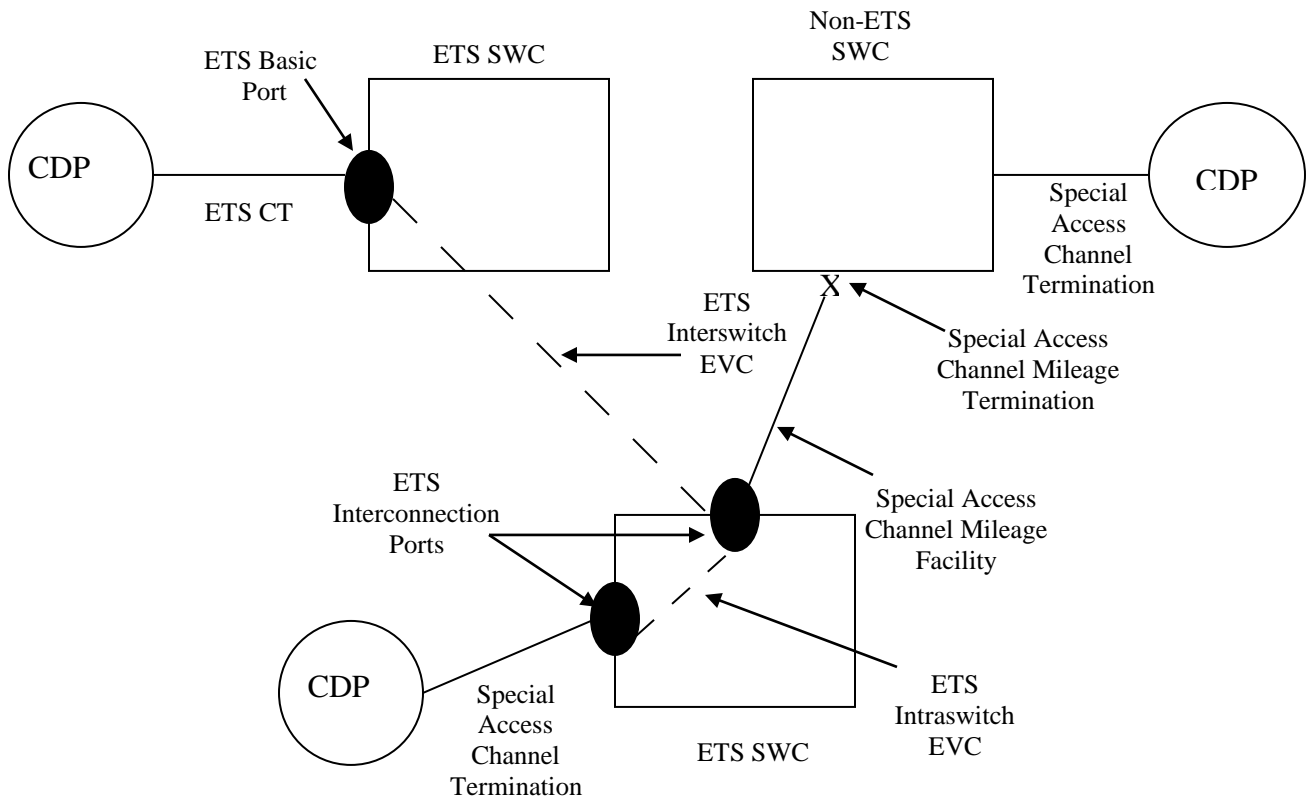 Non-ETS
SWC
ETS SWC
ETS Basic
Port
CDP
CDP
ETS CT
Special
Access
Channel
Termination
X
ETS
Interswitch
EVC
Special Access
Channel Mileage
Termination
ETS
Interconnection
Ports
Special Access
Channel Mileage
Facility
CDP
Special
Access
Channel
Termination
ETS
Intraswitch
EVC
ETS SWC